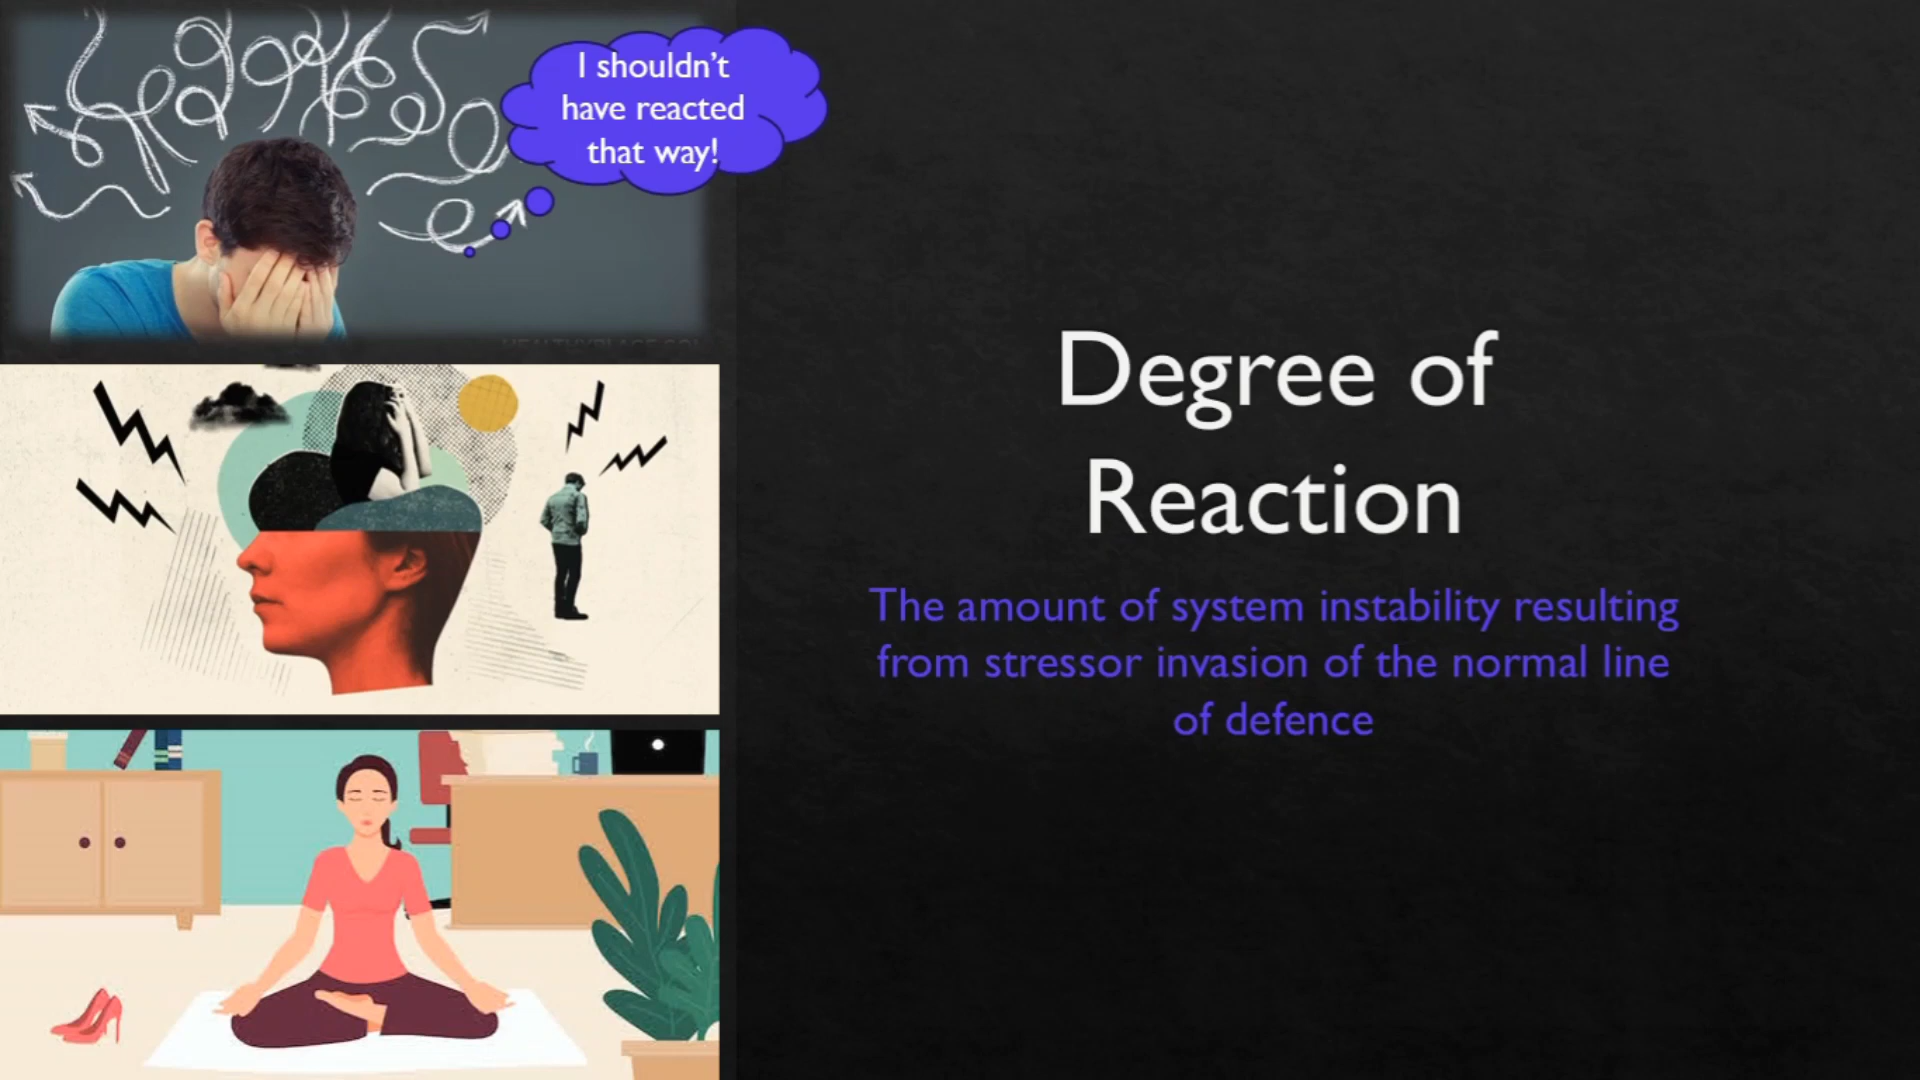 I shouldn't
have reacted
that way!
Degree of
Reaction
The amount of system instability resulting
from stressor invasion of the normal line
of defence